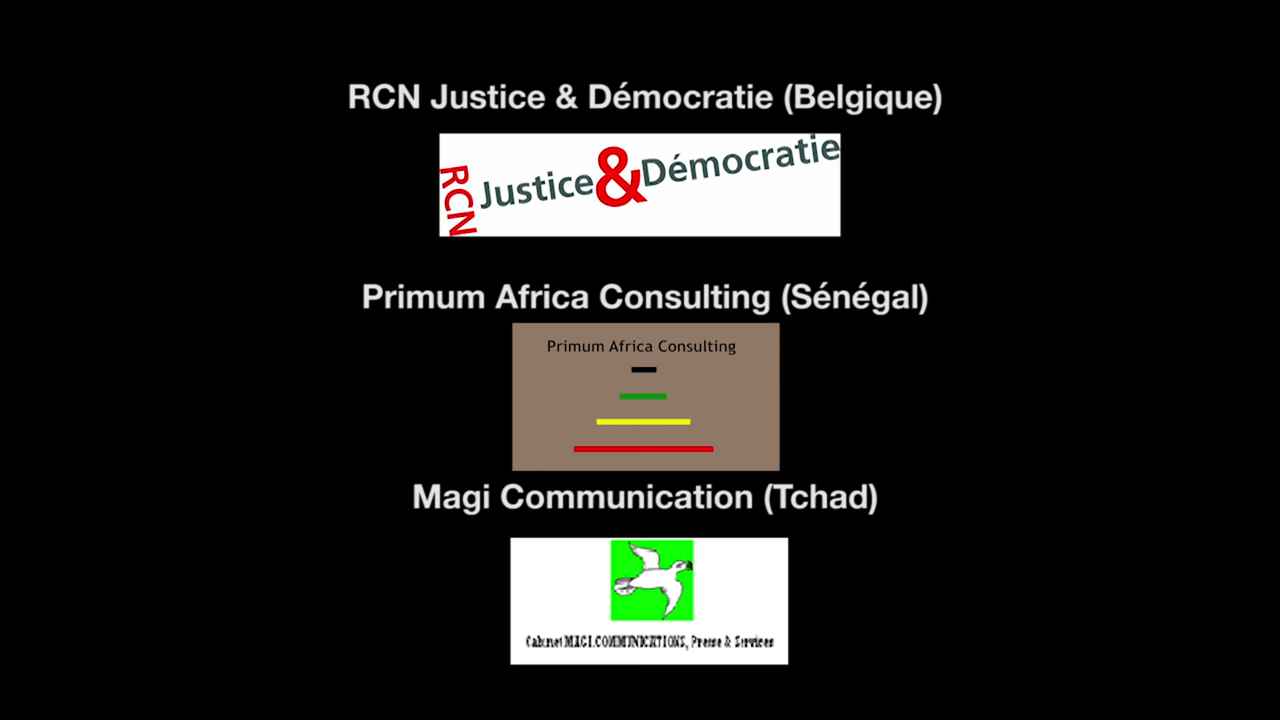 RCN Justice & Démocratie (Belgique)
RCN Justice & Démocratie
Primum Africa Consulting (Sénégal)
Primum Africa Consulting
Magi Communication (Tchad)
Cabinet MAGI COMMUNICATIONS, Presse & Services